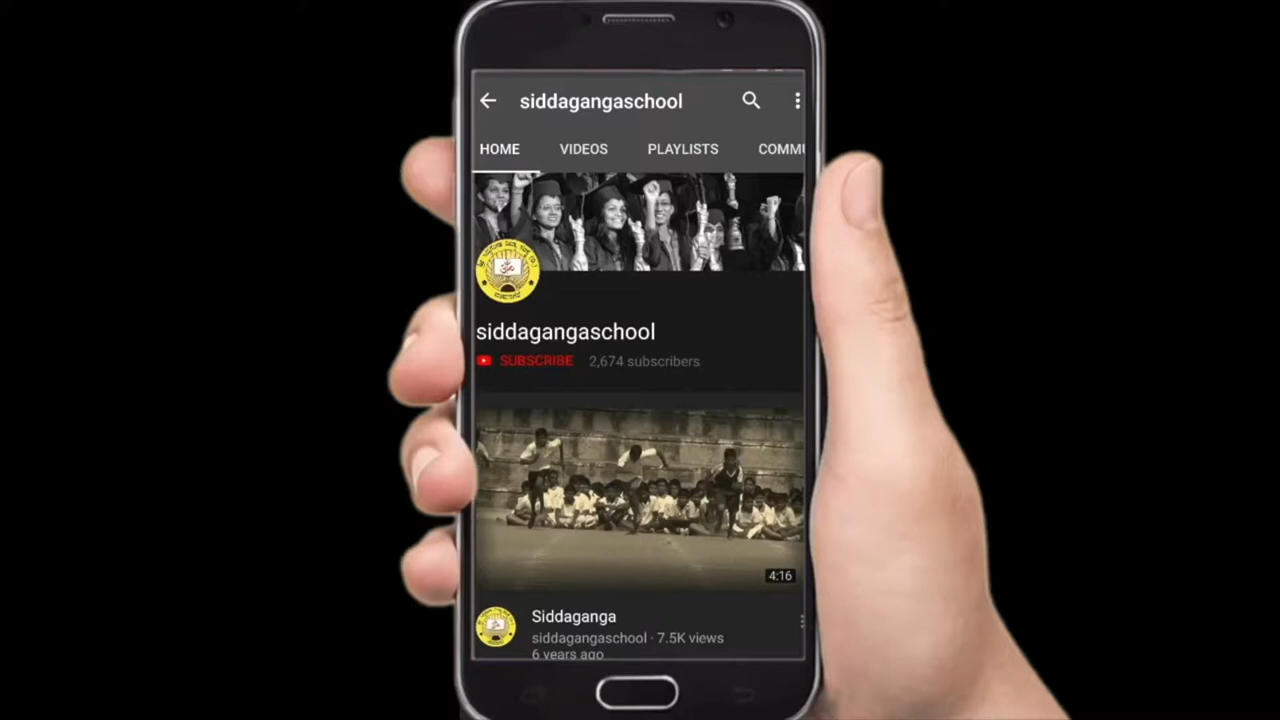 siddagangaschool
HOME VIDEOS PLAYLISTS COMMU
siddagangaschool
SUBSCRIBE 2,674 subscribers
4:16
Siddaganga
siddagangaschool · 7.5K views
6 years ago